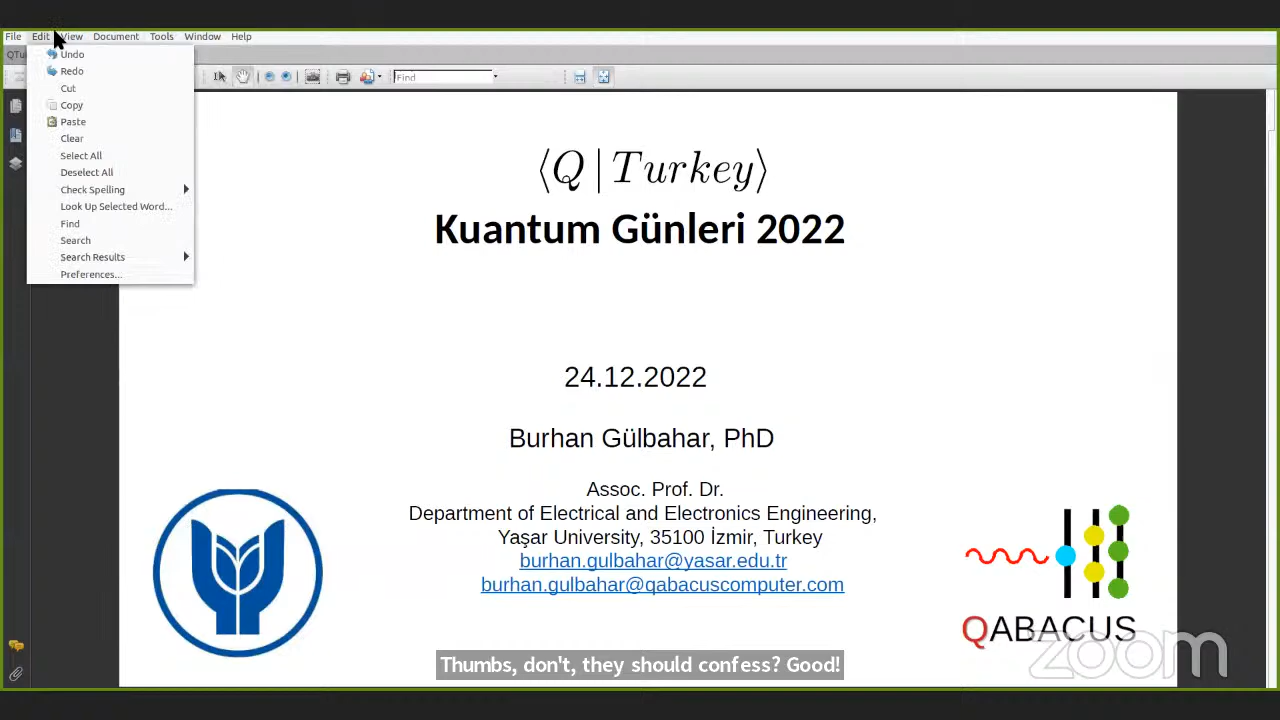 File Edit View Document Tools Window Help
QTu
Find
Undo
Redo
Cut
Copy
Paste
Clear
Select All
Deselect All
Check Spelling
Look Up Selected Word...
Find
Search
Search Results
Preferences...
⟨Q | Turkey⟩
Kuantum Günleri 2022
24.12.2022
Burhan Gülbahar, PhD
Assoc. Prof. Dr.
Department of Electrical and Electronics Engineering,
Yaşar University, 35100 İzmir, Turkey
burhan.gulbahar@yasar.edu.tr
burhan.gulbahar@qabacuscomputer.com
QABACUS
zoom
Thumbs, don't, they should confess? Good!